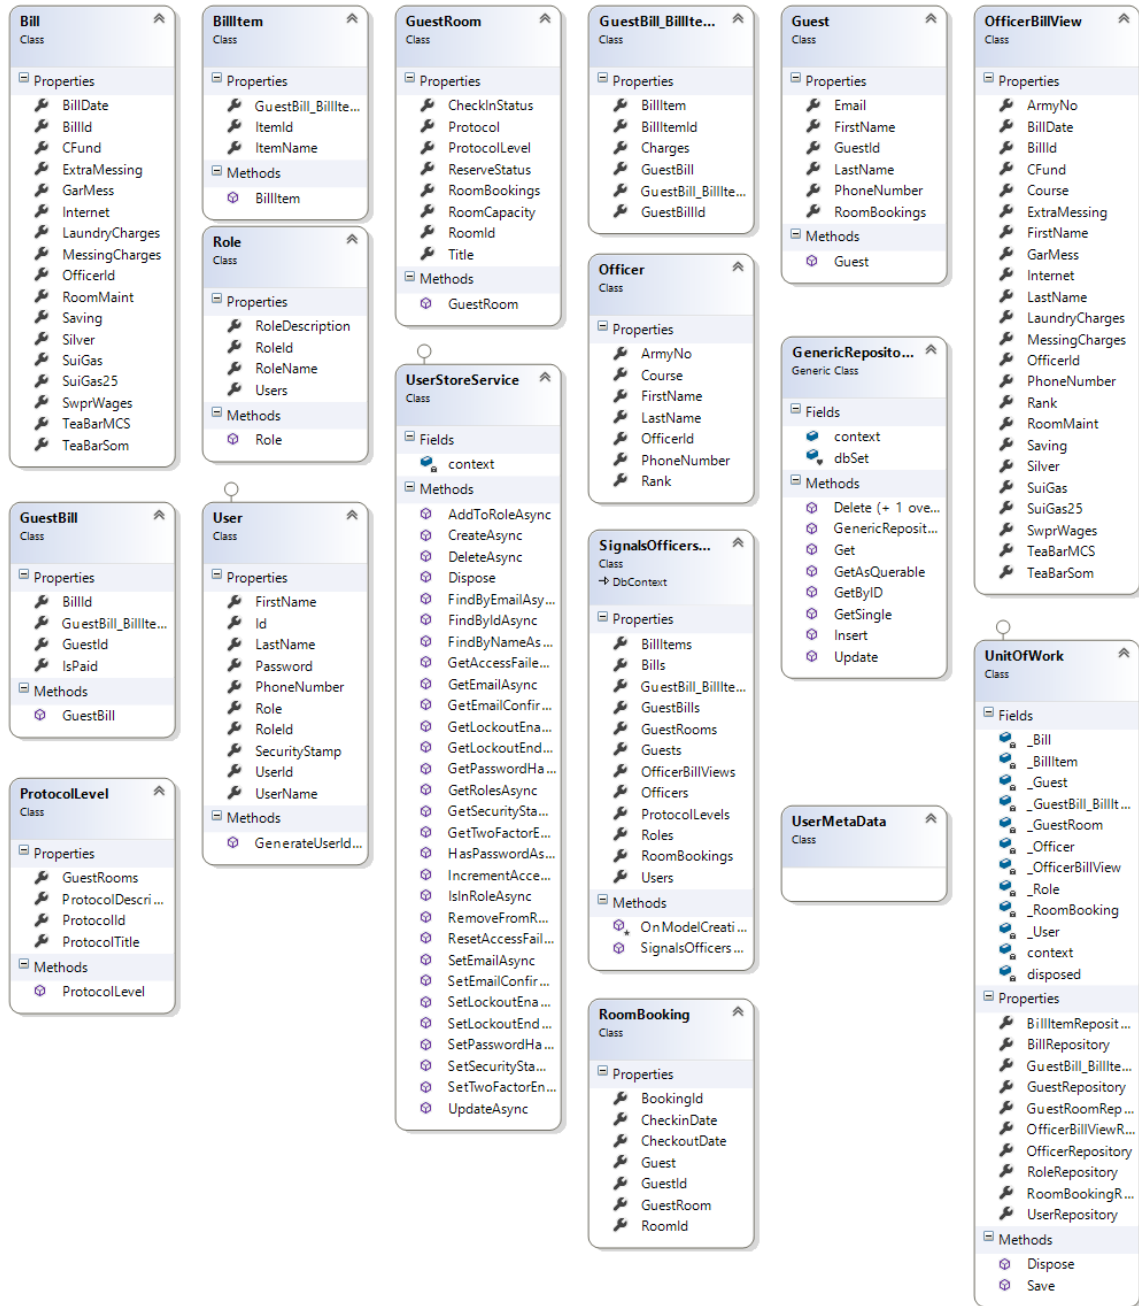 Bill
Class
Properties
BillDate
BillId
CFund
ExtraMessing
GarMess
Internet
LaundryCharges
MessingCharges
OfficerId
RoomMaint
Saving
Silver
SuiGas
SuiGas25
SwprWages
TeaBarMCS
TeaBarSom
GuestBill
Class
Properties
BillId
GuestBill_BillIte...
GuestId
IsPaid
Methods
GuestBill
ProtocolLevel
Class
Properties
GuestRooms
ProtocolDescri...
ProtocolId
ProtocolTitle
Methods
ProtocolLevel
BillItem
Class
Properties
GuestBill_BillIte...
ItemId
ItemName
Methods
BillItem
Role
Class
Properties
RoleDescription
RoleId
RoleName
Users
Methods
Role
User
Class
Properties
FirstName
Id
LastName
Password
PhoneNumber
Role
RoleId
SecurityStamp
UserId
UserName
Methods
GenerateUserId...
GuestRoom
Class
Properties
CheckInStatus
Protocol
ProtocolLevel
ReserveStatus
RoomBookings
RoomCapacity
RoomId
Title
Methods
GuestRoom
UserStoreService
Class
Fields
context
Methods
AddToRoleAsync
CreateAsync
DeleteAsync
Dispose
FindByEmailAsy...
FindByIdAsync
FindByNameAs...
GetAccessFaile...
GetEmailAsync
GetEmailConfir...
GetLockoutEna...
GetLockoutEnd...
GetPasswordHa...
GetRolesAsync
GetSecuritySta...
GetTwoFactorE...
HasPasswordAs...
IncrementAcce...
IsInRoleAsync
RemoveFromR...
ResetAccessFail...
SetEmailAsync
SetEmailConfir...
SetLockoutEna...
SetLockoutEnd...
SetPasswordHa...
SetSecuritySta...
SetTwoFactorEn...
UpdateAsync
GuestBill_BillIte...
Class
Properties
BillItem
BillItemId
Charges
GuestBill
GuestBill_BillIte...
GuestBillId
Officer
Class
Properties
ArmyNo
Course
FirstName
LastName
OfficerId
PhoneNumber
Rank
SignalsOfficers...
Class
DbContext
Properties
BillItems
Bills
GuestBill_BillIte...
GuestBills
GuestRooms
Guests
OfficerBillViews
Officers
ProtocolLevels
Roles
RoomBookings
Users
Methods
OnModelCreati...
SignalsOfficers...
RoomBooking
Class
Properties
BookingId
CheckinDate
CheckoutDate
Guest
GuestId
GuestRoom
RoomId
Guest
Class
Properties
Email
FirstName
GuestId
LastName
PhoneNumber
RoomBookings
Methods
Guest
GenericReposito...
Generic Class
Fields
context
dbSet
Methods
Delete (+ 1 ove...
GenericReposit...
Get
GetAsQuerable
GetByID
GetSingle
Insert
Update
UserMetaData
Class
OfficerBillView
Class
Properties
ArmyNo
BillDate
BillId
CFund
Course
ExtraMessing
FirstName
GarMess
Internet
LastName
LaundryCharges
MessingCharges
OfficerId
PhoneNumber
Rank
RoomMaint
Saving
Silver
SuiGas
SuiGas25
SwprWages
TeaBarMCS
TeaBarSom
UnitOfWork
Class
Fields
_Bill
_BillItem
_Guest
_GuestBill_BillIt...
_GuestRoom
_Officer
_OfficerBillView
_Role
_RoomBooking
_User
context
disposed
Properties
BillItemReposit...
BillRepository
GuestBill_BillIte...
GuestRepository
GuestRoomRep...
OfficerBillViewR...
OfficerRepository
RoleRepository
RoomBookingR...
UserRepository
Methods
Dispose
Save